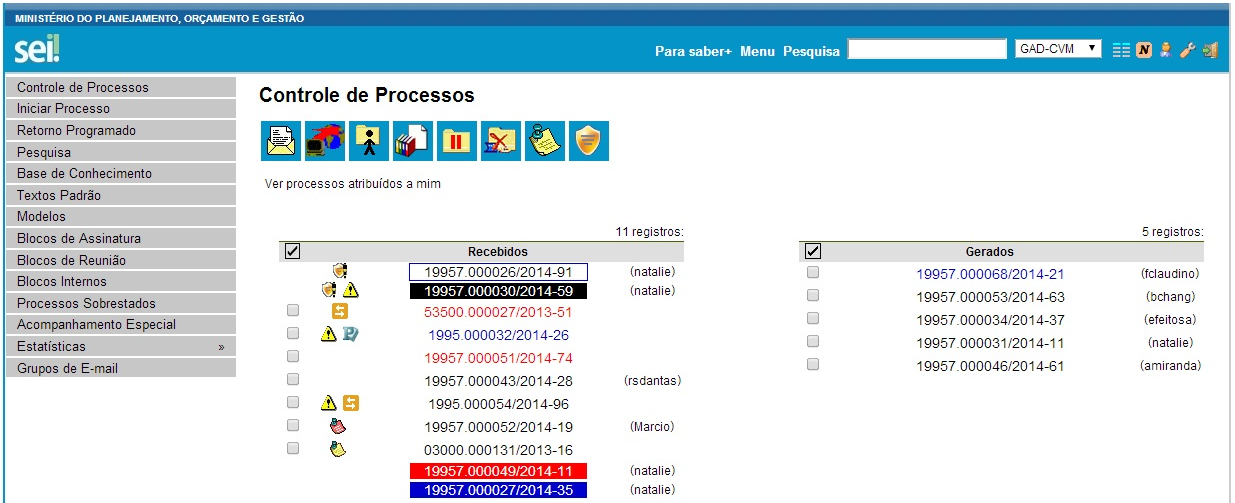 MINISTÉRIO DO PLANEJAMENTO, ORÇAMENTO E GESTÃO
sei!
Para saber+ Menu Pesquisa GAD-CVM
Controle de Processos
Iniciar Processo
Retorno Programado
Pesquisa
Base de Conhecimento
Textos Padrão
Modelos
Blocos de Assinatura
Blocos de Reunião
Blocos Internos
Processos Sobrestados
Acompanhamento Especial
Estatísticas »
Grupos de E-mail
Controle de Processos
Ver processos atribuídos a mim
11 registros:
Recebidos
19957.000026/2014-91 (natalie)
19957.000030/2014-59 (natalie)
53500.000027/2013-51
1995.000032/2014-26
19957.000051/2014-74
19957.000043/2014-28 (rsdantas)
1995.000054/2014-96
19957.000052/2014-19 (Marcio)
03000.000131/2013-16
19957.000049/2014-11 (natalie)
19957.000027/2014-35 (natalie)
5 registros:
Gerados
19957.000068/2014-21 (fclaudino)
19957.000053/2014-63 (bchang)
19957.000034/2014-37 (efeitosa)
19957.000031/2014-11 (natalie)
19957.000046/2014-61 (amiranda)